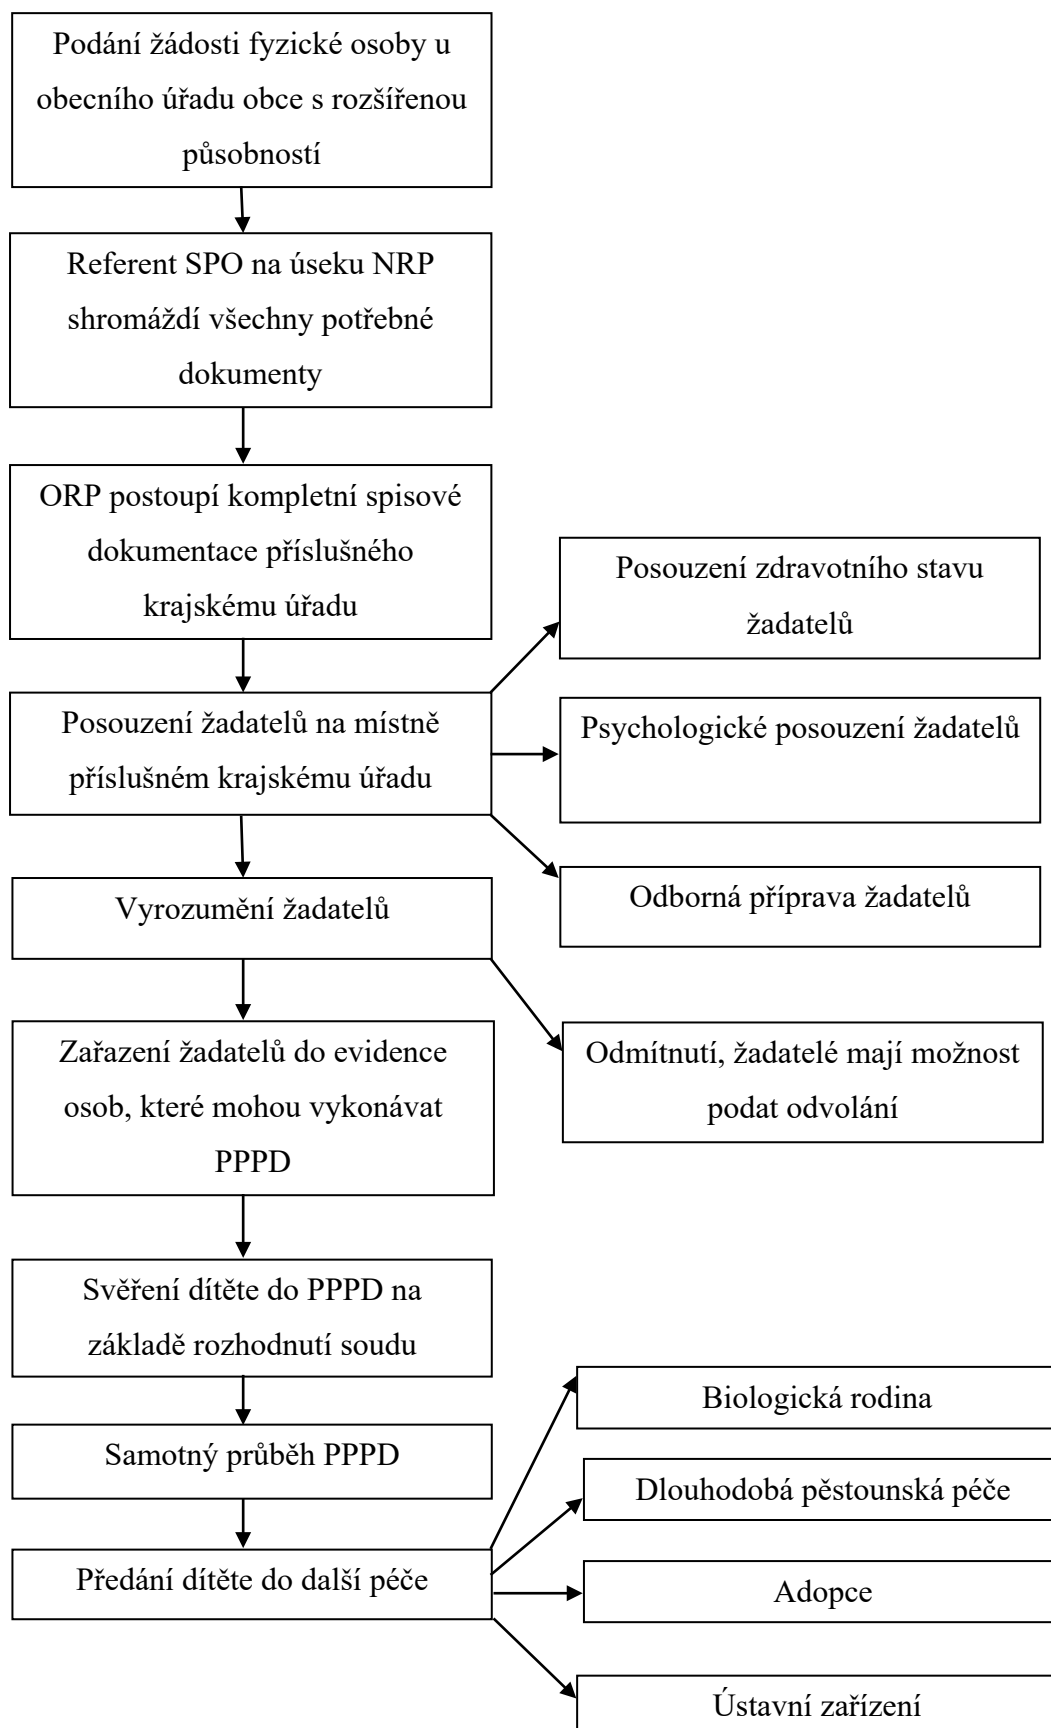 Podání žádosti fyzické osoby u
obecního úřadu obce s rozšířenou
působností
Referent SPO na úseku NRP
shromáždí všechny potřebné
dokumenty
ORP postoupí kompletní spisové
dokumentace příslušného
krajskému úřadu
Posouzení zdravotního stavu
žadatelů
Posouzení žadatelů na místně
příslušném krajskému úřadu
Psychologické posouzení žadatelů
Odborná příprava žadatelů
Vyrozumění žadatelů
Zařazení žadatelů do evidence
osob, které mohou vykonávat
PPPD
Odmítnutí, žadatelé mají možnost
podat odvolání
Svěření dítěte do PPPD na
základě rozhodnutí soudu
Samotný průběh PPPD
Předání dítěte do další péče
Biologická rodina
Dlouhodobá pěstounská péče
Adopce
Ústavní zařízení